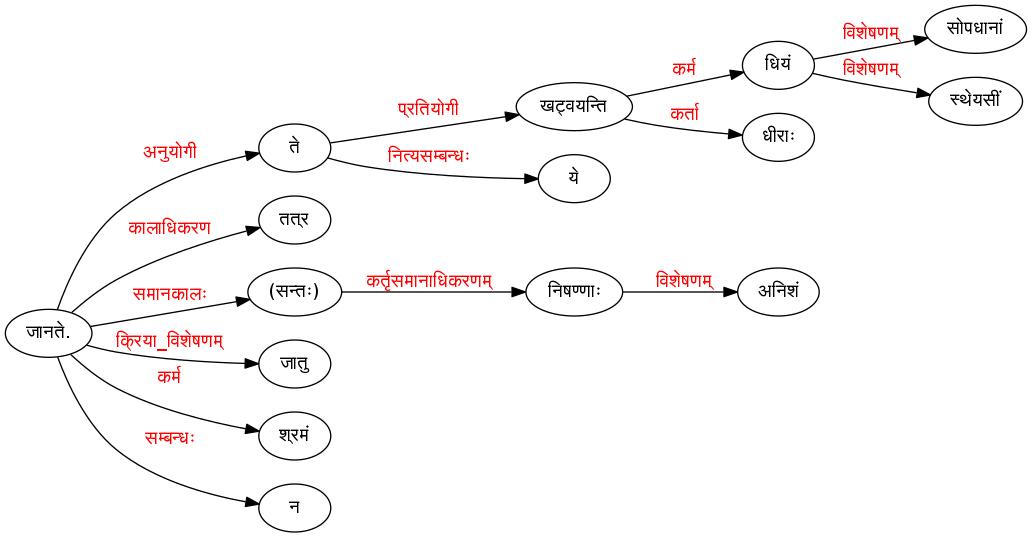 विशेषणम्
सोपधानां
कर्म
धियं
विशेषणम्
स्थेयसीं
प्रतियोगी
खट्वयन्ति
कर्ता
धीराः
अनुयोगी
ते
नित्यसम्बन्धः
ये
कालाधिकरण
तत्र
समानकालः
(सन्तः)
कर्तृसमानाधिकरणम्
निषण्णाः
विशेषणम्
अनिशं
जानते.
क्रिया_विशेषणम्
जातु
कर्म
श्रमं
सम्बन्धः
न